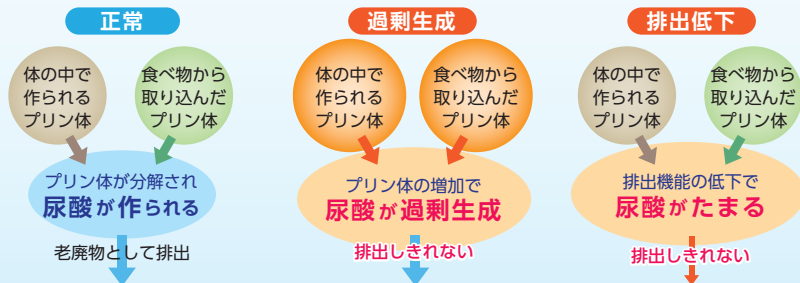 正常
体の中で
作られる
プリン体
食べ物から
取り込んだ
プリン体
プリン体が分解され
尿酸が作られる
老廃物として排出
過剰生成
体の中で
作られる
プリン体
食べ物から
取り込んだ
プリン体
プリン体の増加で
尿酸が過剰生成
排出しきれない
排出低下
体の中で
作られる
プリン体
食べ物から
取り込んだ
プリン体
排出機能の低下で
尿酸がたまる
排出しきれない